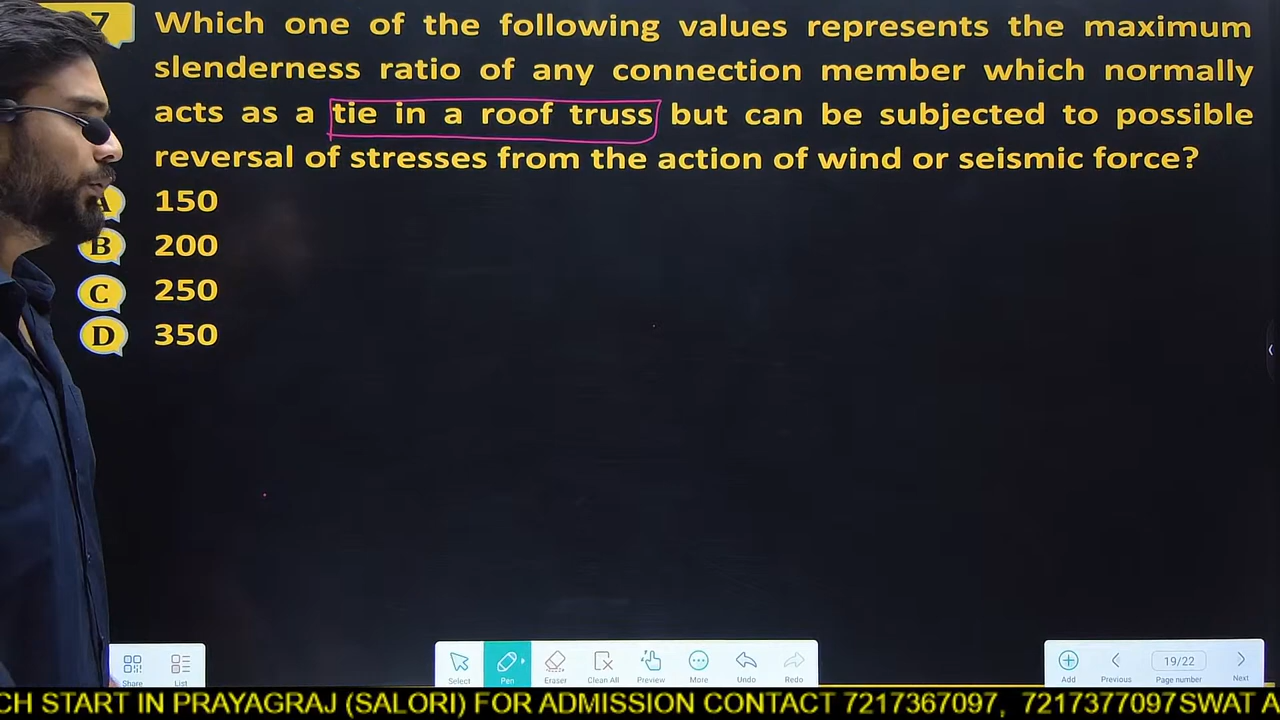 7 Which one of the following values represents the maximum
slenderness ratio of any connection member which normally
acts as a tie in a roof truss but can be subjected to possible
reversal of stresses from the action of wind or seismic force?
A 150
B 200
C 250
D 350
Share List Select Pen Eraser Clean All Preview More Undo Redo Add Previous 19/22 Page number Next
CH START IN PRAYAGRAJ (SALORI) FOR ADMISSION CONTACT 7217367097, 7217377097SWAT A